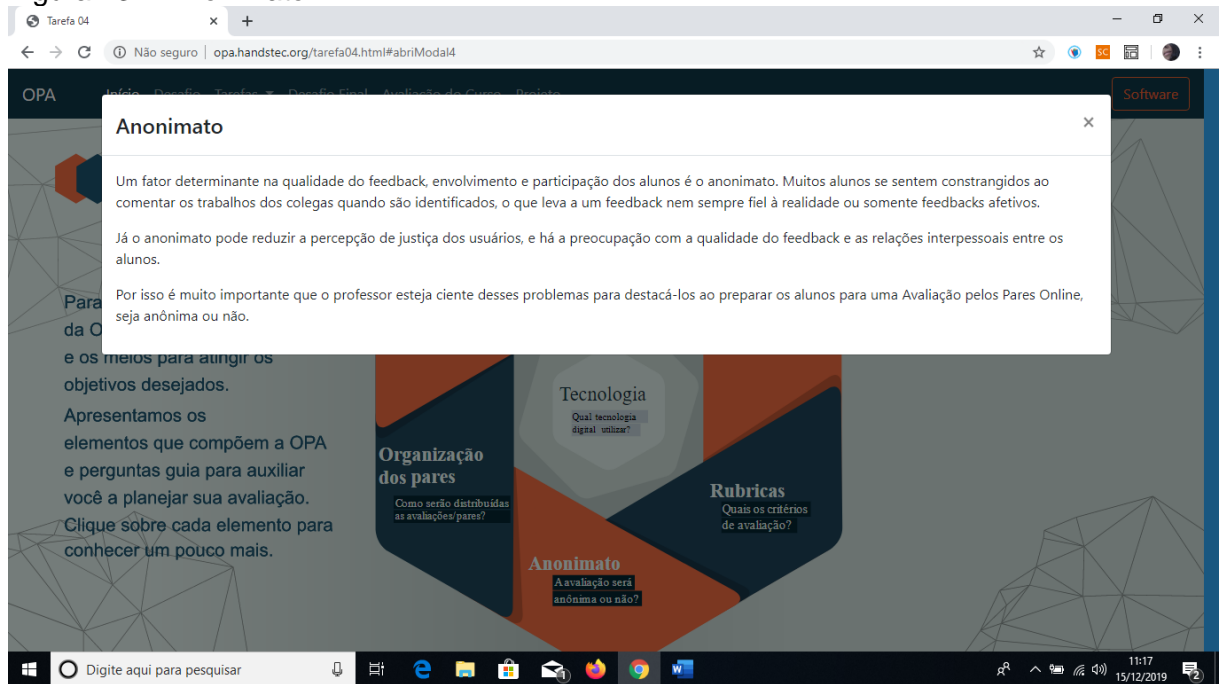 Tarefa 04
Não seguro | opa.handstec.org/tarefa04.html#abriModal4
OPA Início Desafio Tarefas Desafio Final Avaliação do Curso Projeto Software
Anonimato ×
Um fator determinante na qualidade do feedback, envolvimento e participação dos alunos é o anonimato. Muitos alunos se sentem constrangidos ao
comentar os trabalhos dos colegas quando são identificados, o que leva a um feedback nem sempre fiel à realidade ou somente feedbacks afetivos.
Já o anonimato pode reduzir a percepção de justiça dos usuários, e há a preocupação com a qualidade do feedback e as relações interpessoais entre os
alunos.
Por isso é muito importante que o professor esteja ciente desses problemas para destacá-los ao preparar os alunos para uma Avaliação pelos Pares Online,
seja anônima ou não.
Para
da O
e os meios para atingir os
objetivos desejados.
Apresentamos os
elementos que compõem a OPA
e perguntas guia para auxiliar
você a planejar sua avaliação.
Clique sobre cada elemento para
conhecer um pouco mais.
Tecnologia
Qual tecnologia
digital utilizar?
Organização
dos pares
Como serão distribuídas
as avaliações/pares?
Rubricas
Quais os critérios
de avaliação?
Anonimato
A avaliação será
anônima ou não?
Digite aqui para pesquisar
11:17
15/12/2019